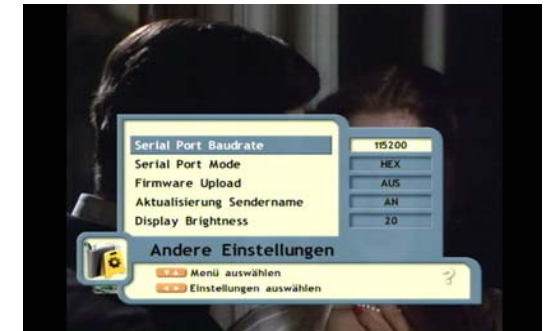 Serial Port Baudrate 115200
Serial Port Mode HEX
Firmware Upload AUS
Aktualisierung Sendername AN
Display Brightness 20
Andere Einstellungen
Menü auswählen
Einstellungen auswählen
?